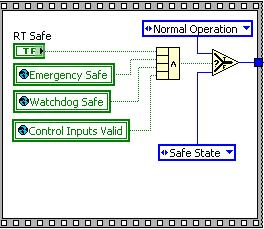 Normal Operation
RT Safe
TF
Emergency Safe
Watchdog Safe
Control Inputs Valid
Safe State